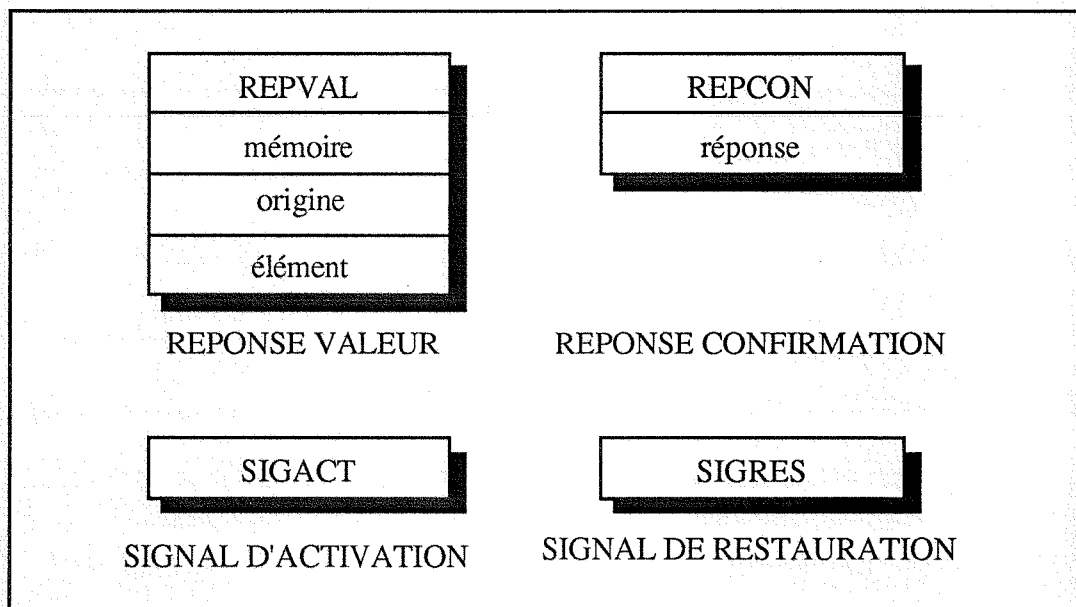 REPVAL
mémoire
origine
élément
REPONSE VALEUR
REPCON
réponse
REPONSE CONFIRMATION
SIGACT
SIGNAL D'ACTIVATION
SIGRES
SIGNAL DE RESTAURATION